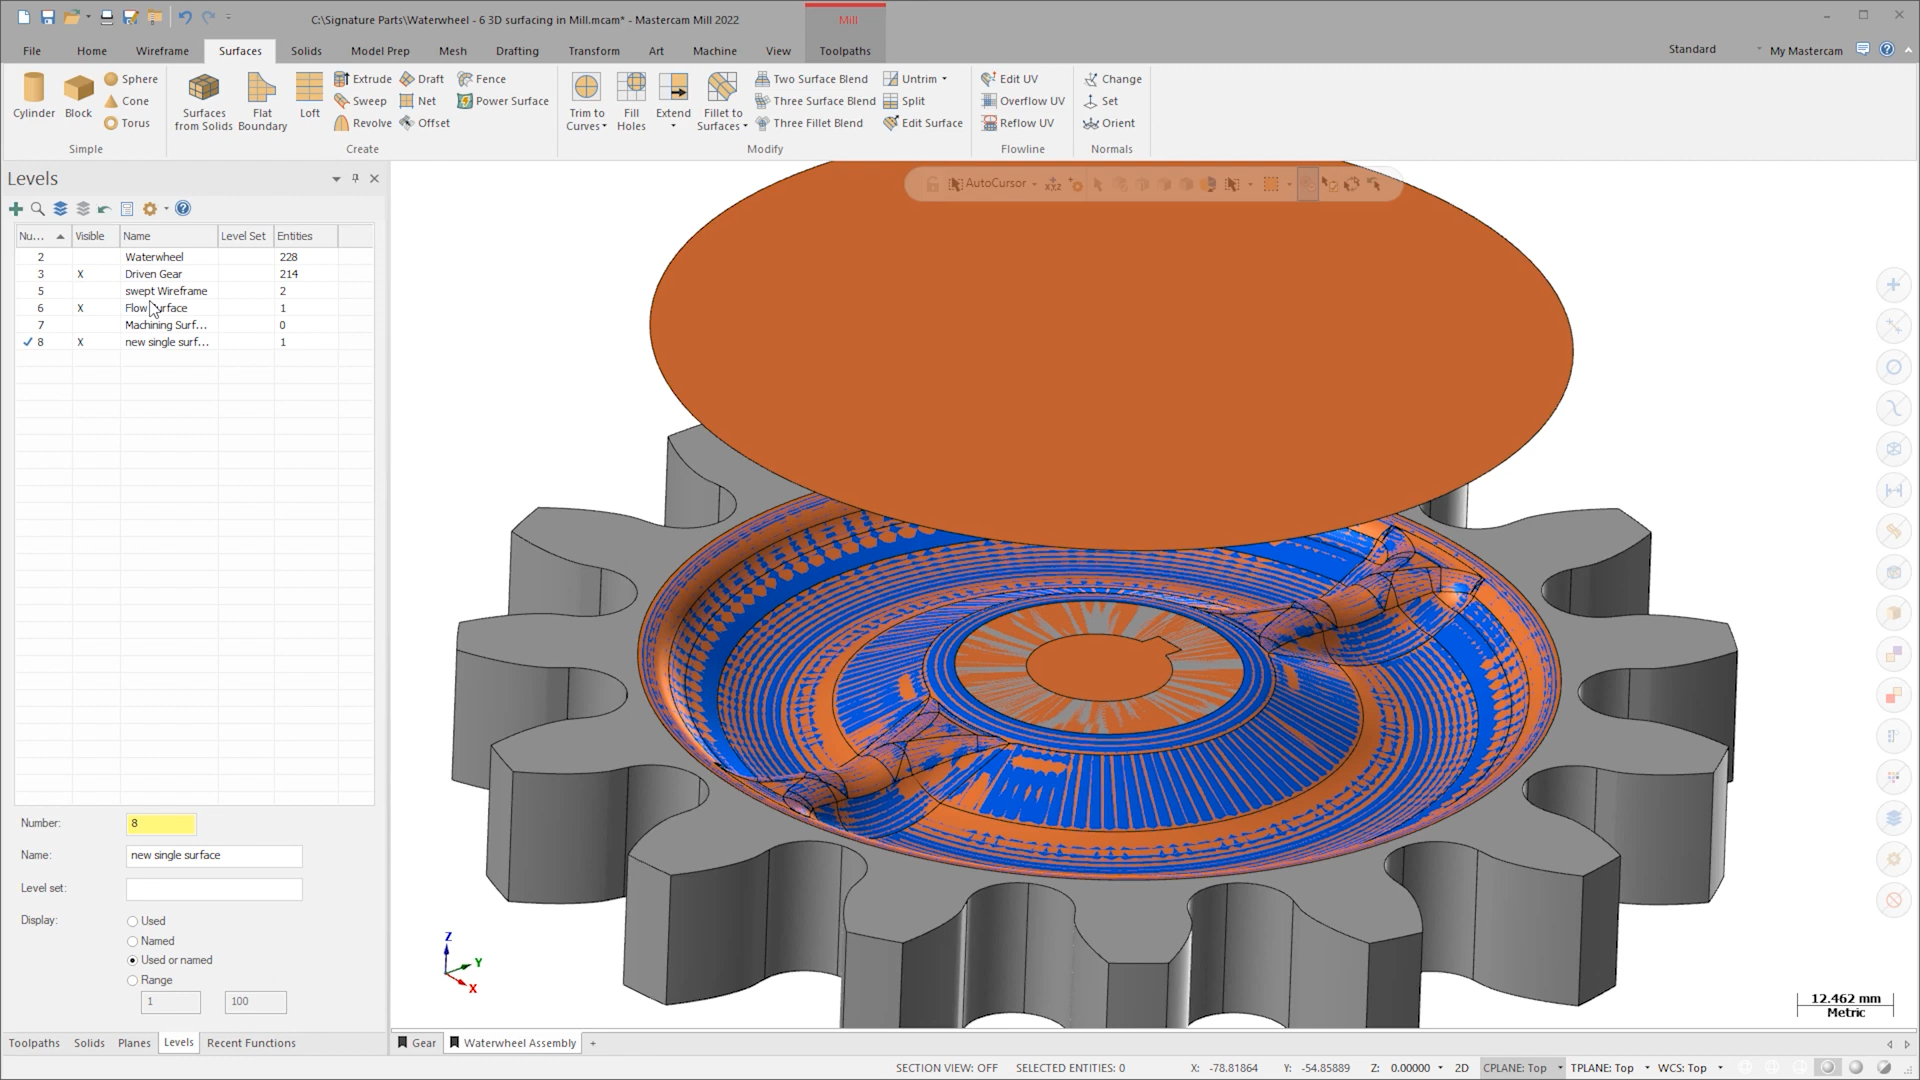 C:\Signature Parts\Waterwheel - 6 3D surfacing in Mill.mcam* - Mastercam Mill 2022
Mill
File Home Wireframe Surfaces Solids Model Prep Mesh Drafting Transform Art Machine View Toolpaths
Standard My Mastercam
Cylinder Block Sphere Cone Torus
Simple
Surfaces from Solids Flat Boundary Loft Extrude Sweep Revolve Draft Net Offset Fence Power Surface
Create
Trim to Curves Fill Holes Extend Fillet to Surfaces Two Surface Blend Three Surface Blend Three Fillet Blend Untrim Split Edit Surface
Modify
Edit UV Overflow UV Reflow UV
Flowline
Change Set Orient
Normals
AutoCursor
Levels
Nu... Visible Name Level Set Entities
2 Waterwheel 228
3 X Driven Gear 214
5 swept Wireframe 2
6 X Flow 1
7 Machining Surf... 0
8 X new single surf... 1
Number: 8
Name: new single surface
Level set:
Display: Used
Named
Used or named
Range
1 100
Z
Y
X
12.462 mm
Metric
Toolpaths Solids Planes Levels Recent Functions
Gear Waterwheel Assembly +
SECTION VIEW: OFF SELECTED ENTITIES: 0 X: -78.81864 Y: -54.85889 Z: 0.00000 2D CPLANE: Top TPLANE: Top WCS: Top